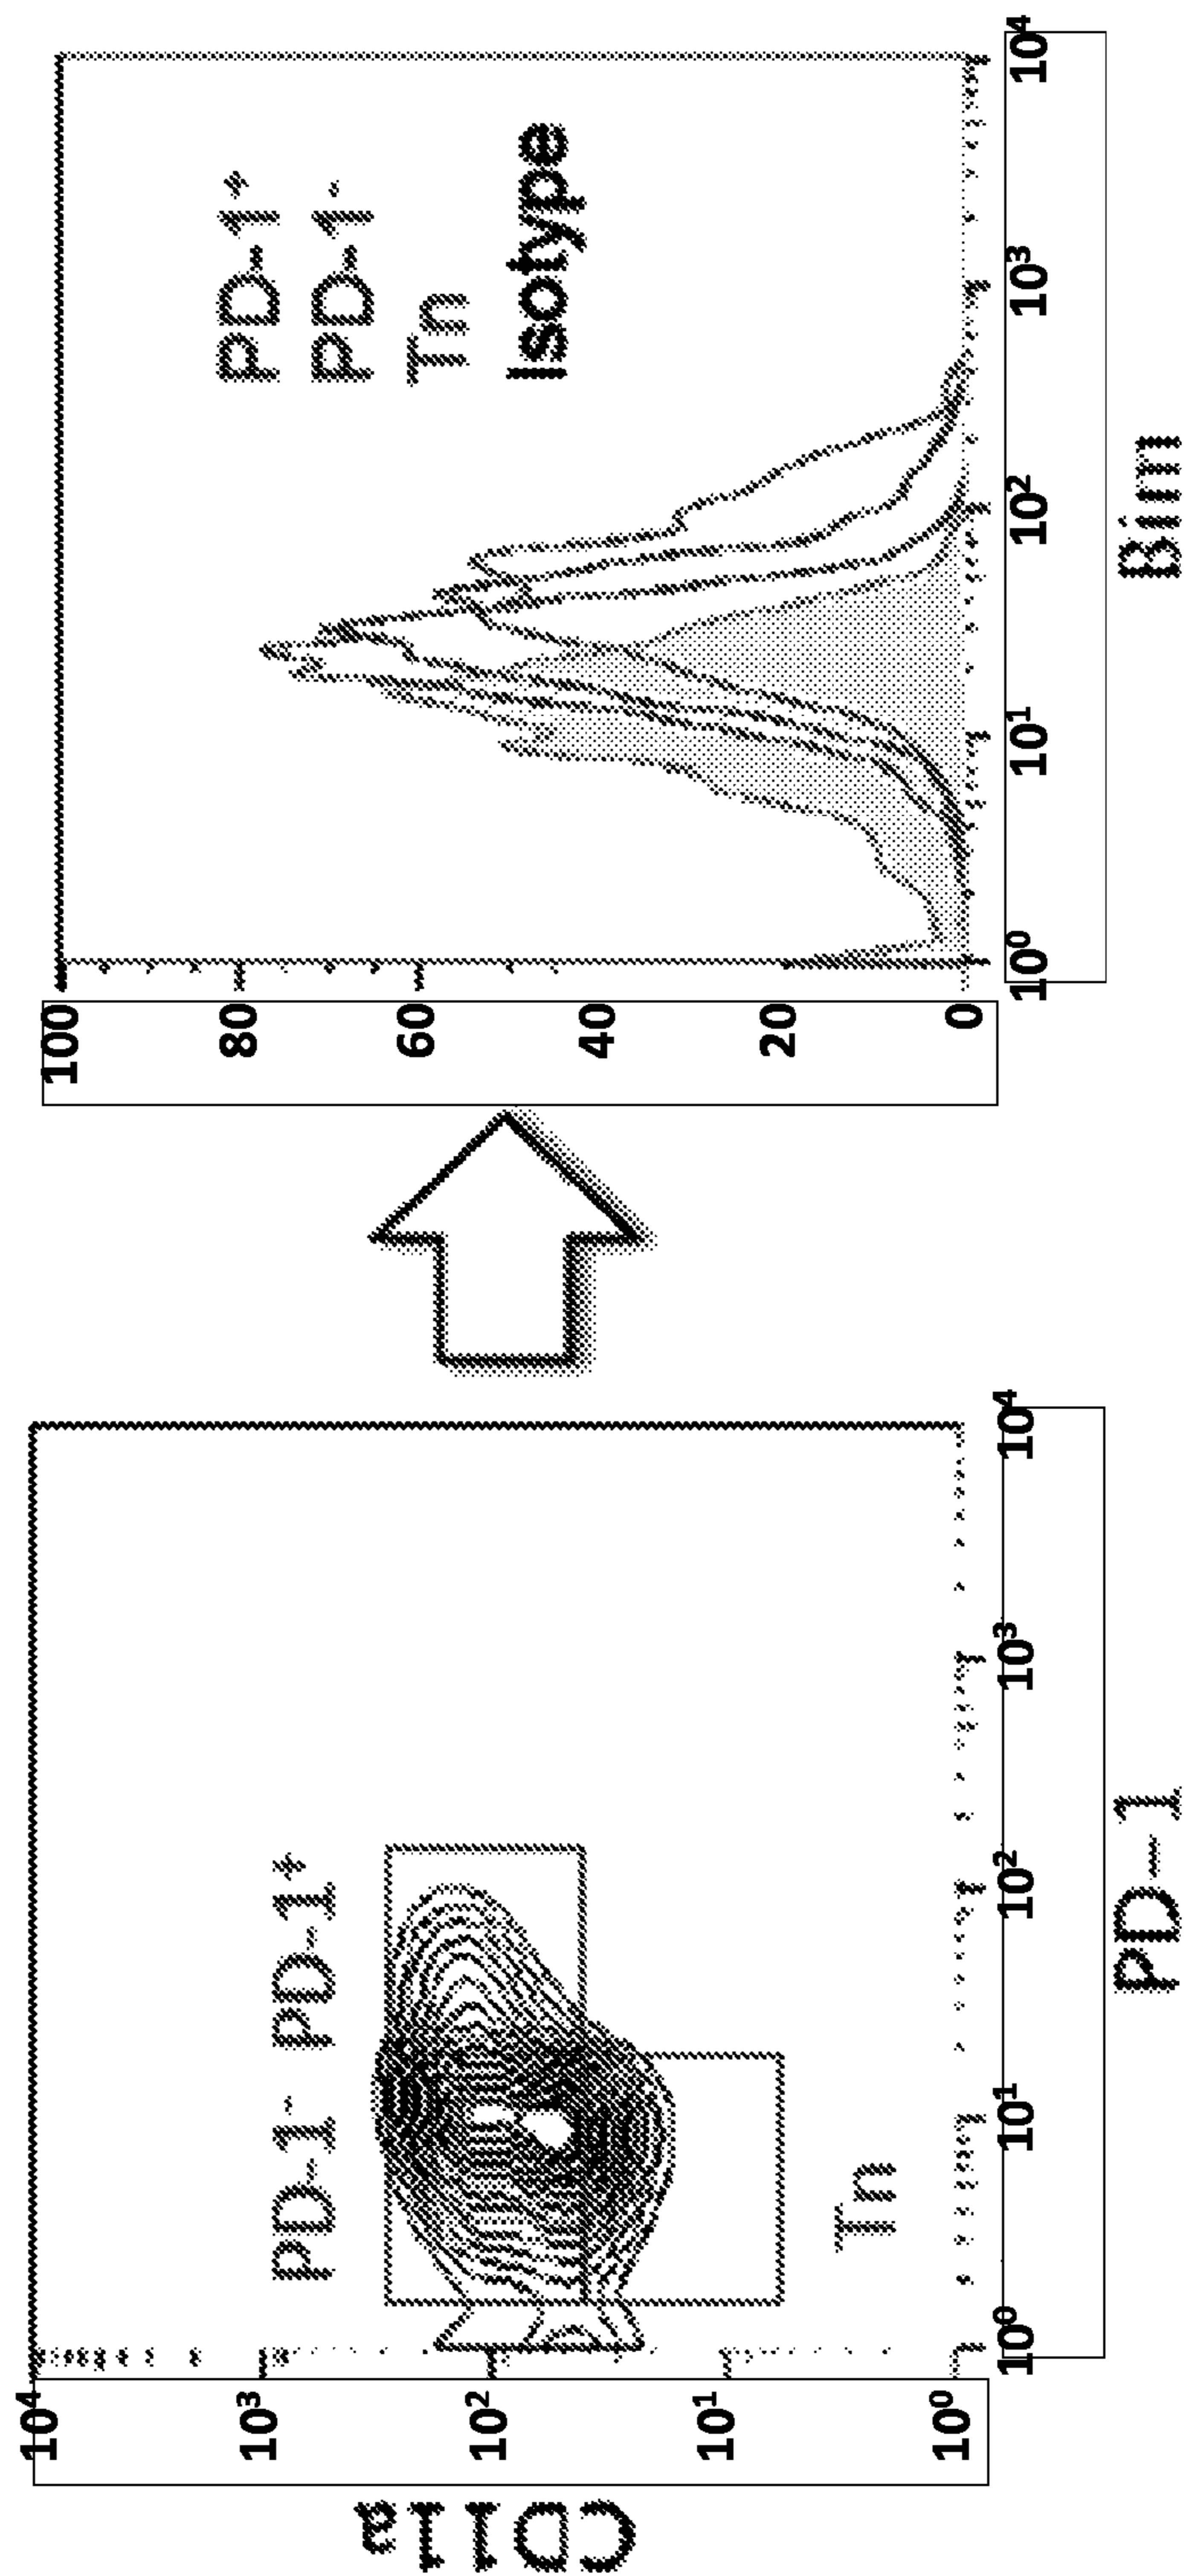 CD11a
10⁴
10³
10²
10¹
10⁰
PD-1⁻ PD-1⁺
Tn
10⁰ 10¹ 10² 10³ 10⁴
PD-1
100
80
60
40
20
0
PD-1⁺
PD-1⁻
Tn
Isotype
10⁰ 10¹ 10² 10³ 10⁴
Bim